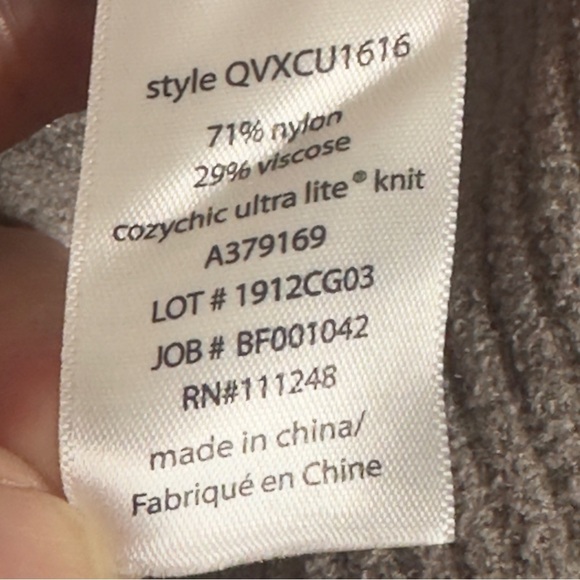 style QVXCU1616
71% nylon
29% viscose
cozychic ultra lite® knit
A379169
LOT # 1912CG03
JOB # BF001042
RN#111248
made in china/
Fabriqué en Chine